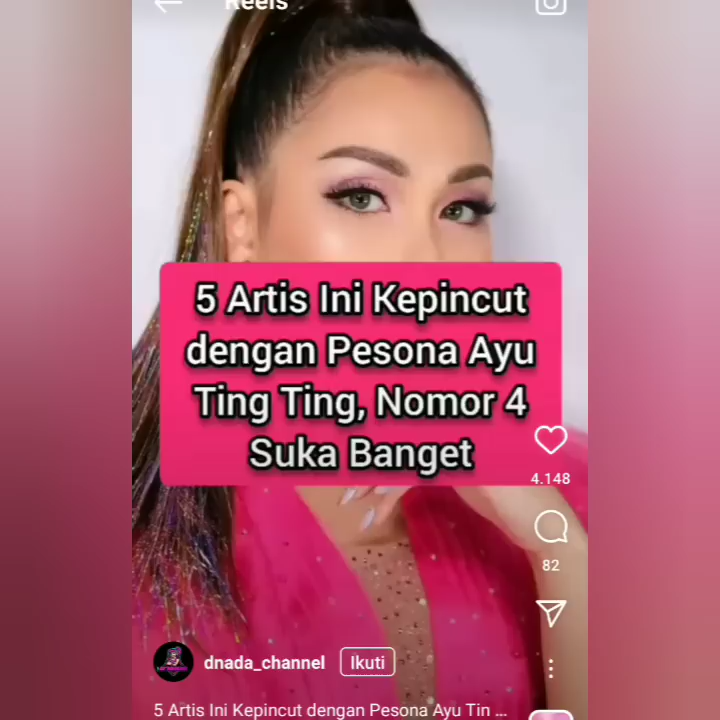 Reels
5 Artis Ini Kepincut
dengan Pesona Ayu
Ting Ting, Nomor 4
Suka Banget
4.148
82
dnada_channel
Ikuti
5 Artis Ini Kepincut dengan Pesona Ayu Tin ...